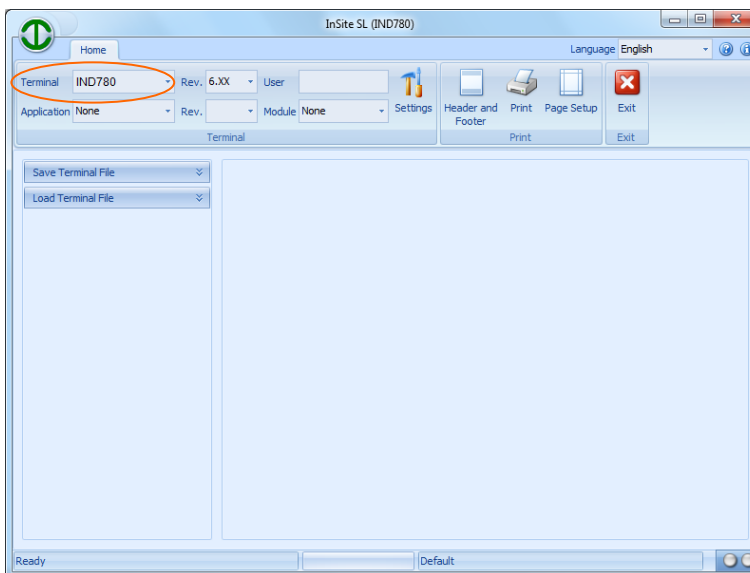 InSite SL (IND780)
Home
Language English
Terminal IND780 Rev. 6.XX User
Application None Rev. Module None
Settings
Header and Footer
Print
Page Setup
Exit
Terminal
Print
Exit
Save Terminal File
Load Terminal File
Ready
Default